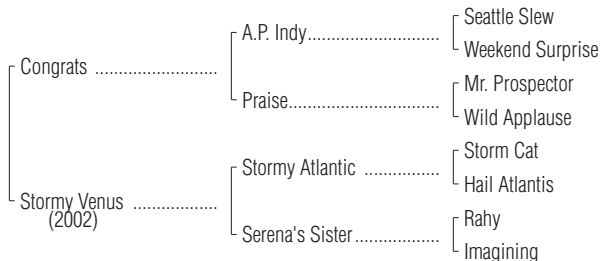 Seattle Slew
A.P. Indy..............................
Weekend Surprise
Congrats ..........................
Mr. Prospector
Praise..................................
Wild Applause
Storm Cat
Stormy Atlantic ................
Hail Atlantis
Stormy Venus ..................
(2002)
Rahy
Serena's Sister..................
Imagining